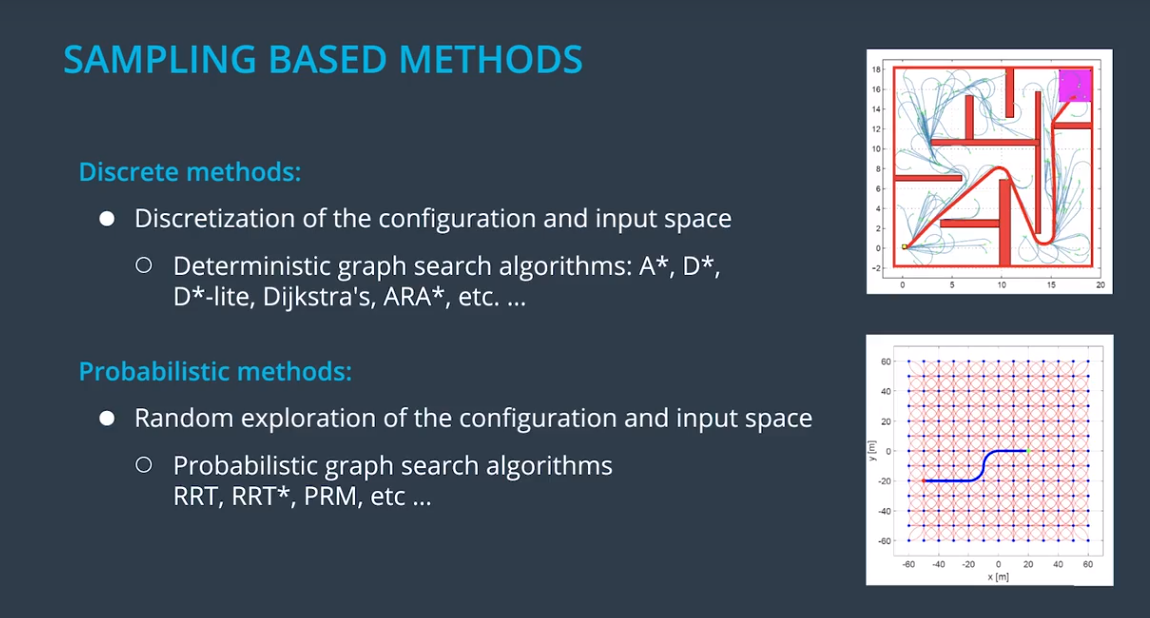 SAMPLING BASED METHODS
Discrete methods:
● Discretization of the configuration and input space
○ Deterministic graph search algorithms: A*, D*,
D*-lite, Dijkstra's, ARA*, etc. ...
Probabilistic methods:
● Random exploration of the configuration and input space
○ Probabilistic graph search algorithms
RRT, RRT*, PRM, etc ...
18
16
14
12
10
8
6
4
2
0
-2
0 5 10 15 20
60
40
20
0
-20
-40
-60
y [m]
-60 -40 -20 0 20 40 60
x [m]